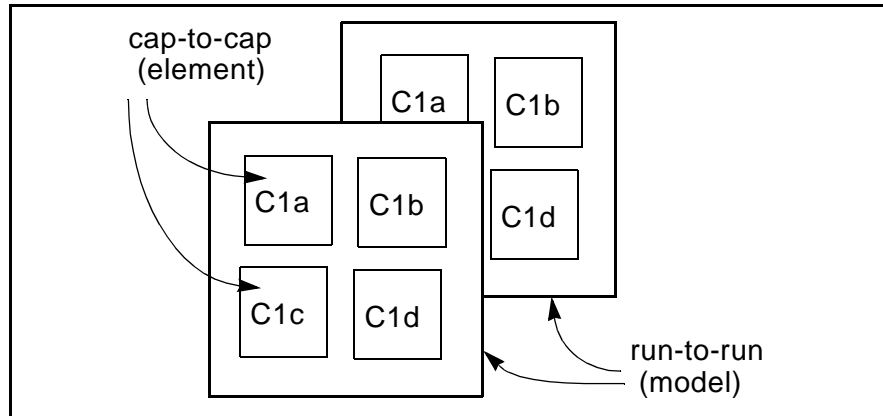 cap-to-cap
(element)
C1a
C1b
C1d
C1a
C1b
C1c
C1d
run-to-run
(model)